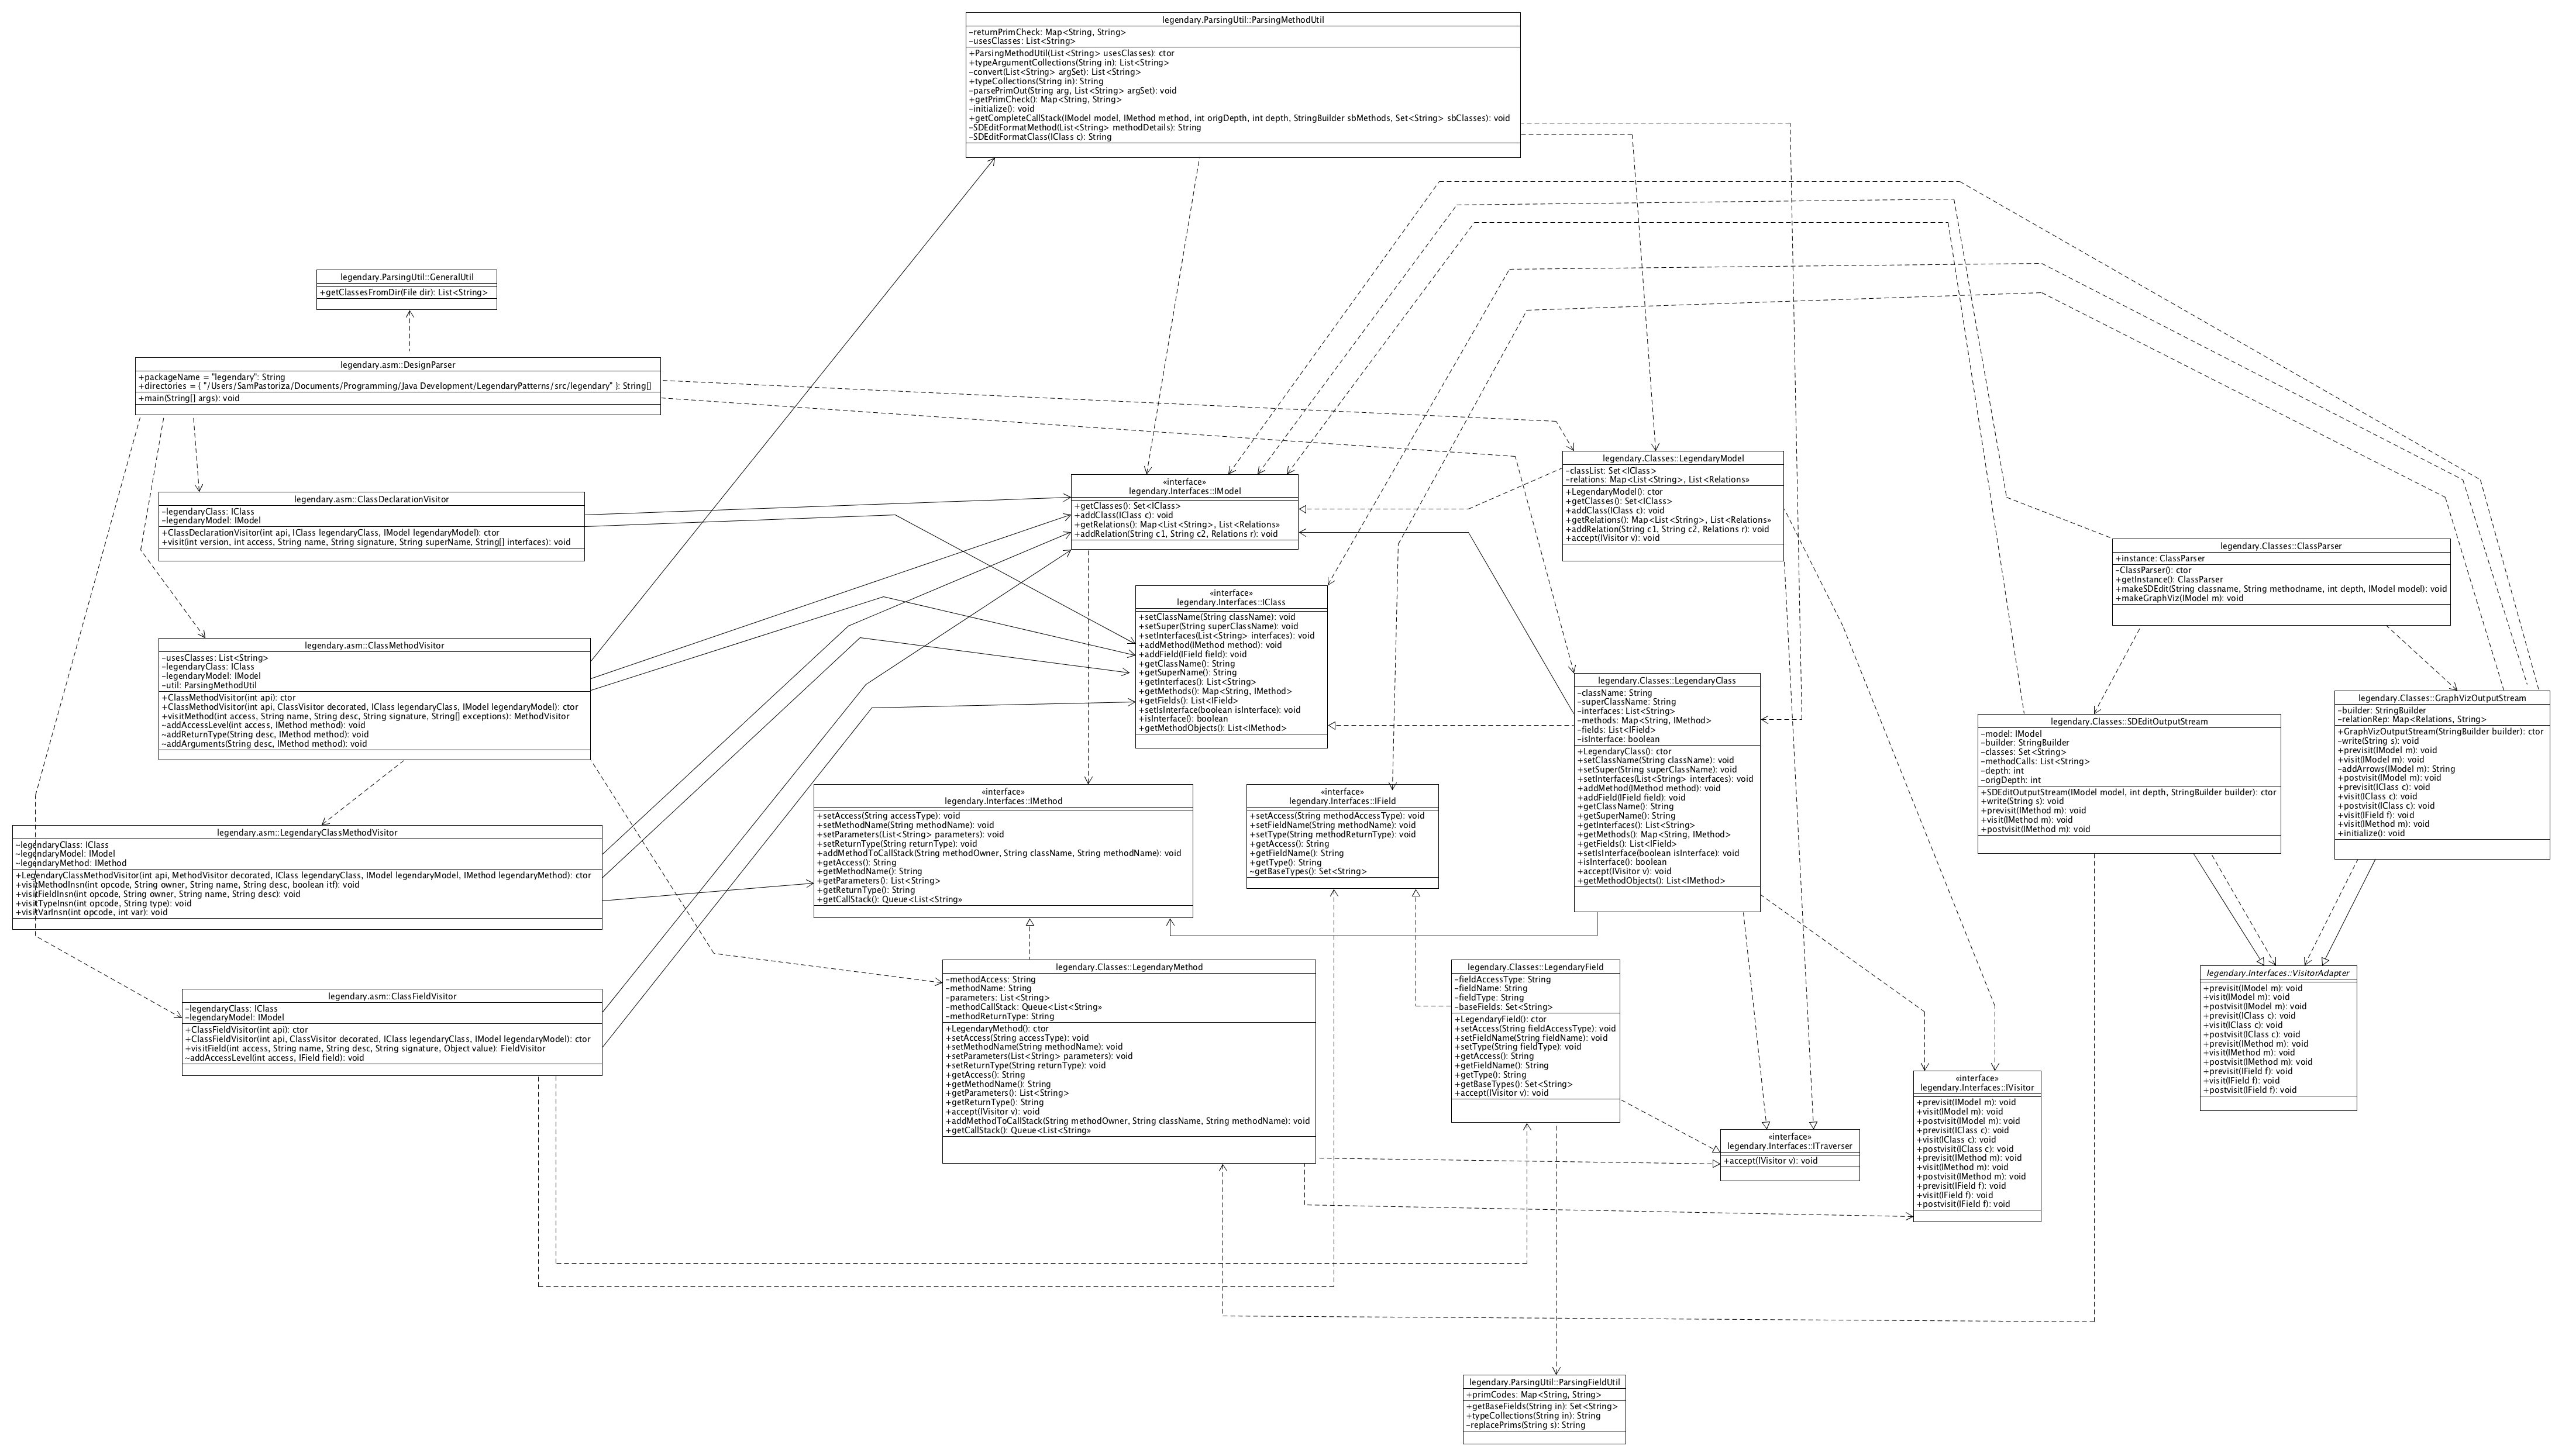 legendary.ParsingUtil::ParsingMethodUtil
-returnPrimCheck: Map<String, String>
-usesClasses: List<String>
+ParsingMethodUtil(List<String> usesClasses): ctor
+typeArgumentCollections(String in): List<String>
-convert(List<String> argSet): List<String>
+typeCollections(String in): String
-parsePrimOut(String arg, List<String> argSet): void
+getPrimCheck(): Map<String, String>
-initialize(): void
+getCompleteCallStack(IModel model, IMethod method, int origDepth, int depth, StringBuilder sbMethods, Set<String> sbClasses): void
-SDEditFormatMethod(List<String> methodDetails): String
-SDEditFormatClass(IClass c): String
legendary.ParsingUtil::GeneralUtil
+getClassesFromDir(File dir): List<String>
legendary.asm::DesignParser
+packageName = "legendary": String
+directories = { "/Users/SamPastoriza/Documents/Programming/Java Development/LegendaryPatterns/src/legendary" }: String[]
+main(String[] args): void
legendary.asm::ClassDeclarationVisitor
-legendaryClass: IClass
-legendaryModel: IModel
+ClassDeclarationVisitor(int api, IClass legendaryClass, IModel legendaryModel): ctor
+visit(int version, int access, String name, String signature, String superName, String[] interfaces): void
«interface»
legendary.Interfaces::IModel
+getClasses(): Set<IClass>
+addClass(IClass c): void
+getRelations(): Map<List<String>, List<Relations»
+addRelation(String c1, String c2, Relations r): void
legendary.Classes::LegendaryModel
-classList: Set<IClass>
-relations: Map<List<String>, List<Relations»
+LegendaryModel(): ctor
+getClasses(): Set<IClass>
+addClass(IClass c): void
+getRelations(): Map<List<String>, List<Relations»
+addRelation(String c1, String c2, Relations r): void
+accept(IVisitor v): void
legendary.Classes::ClassParser
+instance: ClassParser
-ClassParser(): ctor
+getInstance(): ClassParser
+makeSDEdit(String classname, String methodname, int depth, IModel model): void
+makeGraphViz(IModel m): void
«interface»
legendary.Interfaces::IClass
+setClassName(String className): void
+setSuper(String superClassName): void
+setInterfaces(List<String> interfaces): void
+addMethod(IMethod method): void
+addField(IField field): void
+getClassName(): String
+getSuperName(): String
+getInterfaces(): List<String>
+getMethods(): Map<String, IMethod>
+getFields(): List<IField>
+setIsInterface(boolean isInterface): void
+isInterface(): boolean
+getMethodObjects(): List<IMethod>
legendary.asm::ClassMethodVisitor
-usesClasses: List<String>
-legendaryClass: IClass
-legendaryModel: IModel
-util: ParsingMethodUtil
+ClassMethodVisitor(int api): ctor
+ClassMethodVisitor(int api, ClassVisitor decorated, IClass legendaryClass, IModel legendaryModel): ctor
+visitMethod(int access, String name, String desc, String signature, String[] exceptions): MethodVisitor
~addAccessLevel(int access, IMethod method): void
~addReturnType(String desc, IMethod method): void
~addArguments(String desc, IMethod method): void
legendary.Classes::LegendaryClass
-className: String
-superClassName: String
-interfaces: List<String>
-methods: Map<String, IMethod>
-fields: List<IField>
-isInterface: boolean
+LegendaryClass(): ctor
+setClassName(String className): void
+setSuper(String superClassName): void
+setInterfaces(List<String> interfaces): void
+addMethod(IMethod method): void
+addField(IField field): void
+getClassName(): String
+getSuperName(): String
+getInterfaces(): List<String>
+getMethods(): Map<String, IMethod>
+getFields(): List<IField>
+setIsInterface(boolean isInterface): void
+isInterface(): boolean
+accept(IVisitor v): void
+getMethodObjects(): List<IMethod>
legendary.Classes::SDEditOutputStream
-model: IModel
-builder: StringBuilder
-classes: Set<String>
-methodCalls: List<String>
-depth: int
-origDepth: int
+SDEditOutputStream(IModel model, int depth, StringBuilder builder): ctor
+write(String s): void
+previsit(IMethod m): void
+visit(IMethod m): void
+postvisit(IMethod m): void
legendary.Classes::GraphVizOutputStream
-builder: StringBuilder
-relationRep: Map<Relations, String>
+GraphVizOutputStream(StringBuilder builder): ctor
-write(String s): void
+previsit(IModel m): void
+visit(IModel m): void
-addArrows(IModel m): String
+postvisit(IModel m): void
+previsit(IClass c): void
+visit(IClass c): void
+postvisit(IClass c): void
+visit(IField f): void
+visit(IMethod m): void
+initialize(): void
«interface»
legendary.Interfaces::IMethod
+setAccess(String accessType): void
+setMethodName(String methodName): void
+setParameters(List<String> parameters): void
+setReturnType(String returnType): void
+addMethodToCallStack(String methodOwner, String className, String methodName): void
+getAccess(): String
+getMethodName(): String
+getParameters(): List<String>
+getReturnType(): String
+getCallStack(): Queue<List<String»
«interface»
legendary.Interfaces::IField
+setAccess(String methodAccessType): void
+setFieldName(String methodName): void
+setType(String methodReturnType): void
+getAccess(): String
+getFieldName(): String
+getType(): String
~getBaseTypes(): Set<String>
legendary.asm::LegendaryClassMethodVisitor
~legendaryClass: IClass
~legendaryModel: IModel
~legendaryMethod: IMethod
+LegendaryClassMethodVisitor(int api, MethodVisitor decorated, IClass legendaryClass, IModel legendaryModel, IMethod legendaryMethod): ctor
+visitMethodInsn(int opcode, String owner, String name, String desc, boolean itf): void
+visitFieldInsn(int opcode, String owner, String name, String desc): void
+visitTypeInsn(int opcode, String type): void
+visitVarInsn(int opcode, int var): void
legendary.asm::ClassFieldVisitor
-legendaryClass: IClass
-legendaryModel: IModel
+ClassFieldVisitor(int api): ctor
+ClassFieldVisitor(int api, ClassVisitor decorated, IClass legendaryClass, IModel legendaryModel): ctor
+visitField(int access, String name, String desc, String signature, Object value): FieldVisitor
~addAccessLevel(int access, IField field): void
legendary.Classes::LegendaryMethod
-methodAccess: String
-methodName: String
-parameters: List<String>
-methodCallStack: Queue<List<String»
-methodReturnType: String
+LegendaryMethod(): ctor
+setAccess(String accessType): void
+setMethodName(String methodName): void
+setParameters(List<String> parameters): void
+setReturnType(String returnType): void
+getAccess(): String
+getMethodName(): String
+getParameters(): List<String>
+getReturnType(): String
+accept(IVisitor v): void
+addMethodToCallStack(String methodOwner, String className, String methodName): void
+getCallStack(): Queue<List<String»
legendary.Classes::LegendaryField
-fieldAccessType: String
-fieldName: String
-fieldType: String
-baseFields: Set<String>
+LegendaryField(): ctor
+setAccess(String fieldAccessType): void
+setFieldName(String fieldName): void
+setType(String fieldType): void
+getAccess(): String
+getFieldName(): String
+getType(): String
+getBaseTypes(): Set<String>
+accept(IVisitor v): void
legendary.Interfaces::VisitorAdapter
+previsit(IModel m): void
+visit(IModel m): void
+postvisit(IModel m): void
+previsit(IClass c): void
+visit(IClass c): void
+postvisit(IClass c): void
+previsit(IMethod m): void
+visit(IMethod m): void
+postvisit(IMethod m): void
+previsit(IField f): void
+visit(IField f): void
+postvisit(IField f): void
«interface»
legendary.Interfaces::IVisitor
+previsit(IModel m): void
+visit(IModel m): void
+postvisit(IModel m): void
+previsit(IClass c): void
+visit(IClass c): void
+postvisit(IClass c): void
+previsit(IMethod m): void
+visit(IMethod m): void
+postvisit(IMethod m): void
+previsit(IField f): void
+visit(IField f): void
+postvisit(IField f): void
«interface»
legendary.Interfaces::ITraverser
+accept(IVisitor v): void
legendary.ParsingUtil::ParsingFieldUtil
+primCodes: Map<String, String>
+getBaseFields(String in): Set<String>
+typeCollections(String in): String
-replacePrims(String s): String